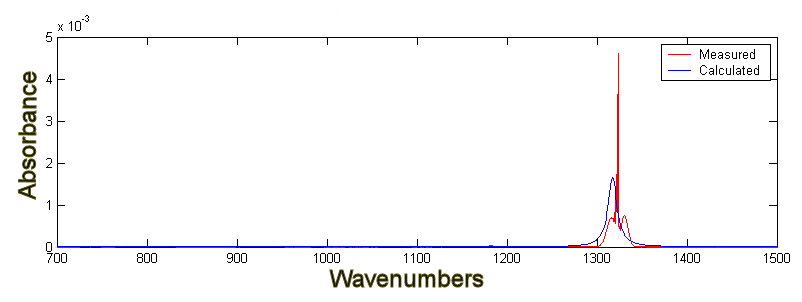 x 10-3
5
4
3
2
1
0
Absorbance
Measured
Calculated
700 800 900 1000 1100 1200 1300 1400 1500
Wavenumbers